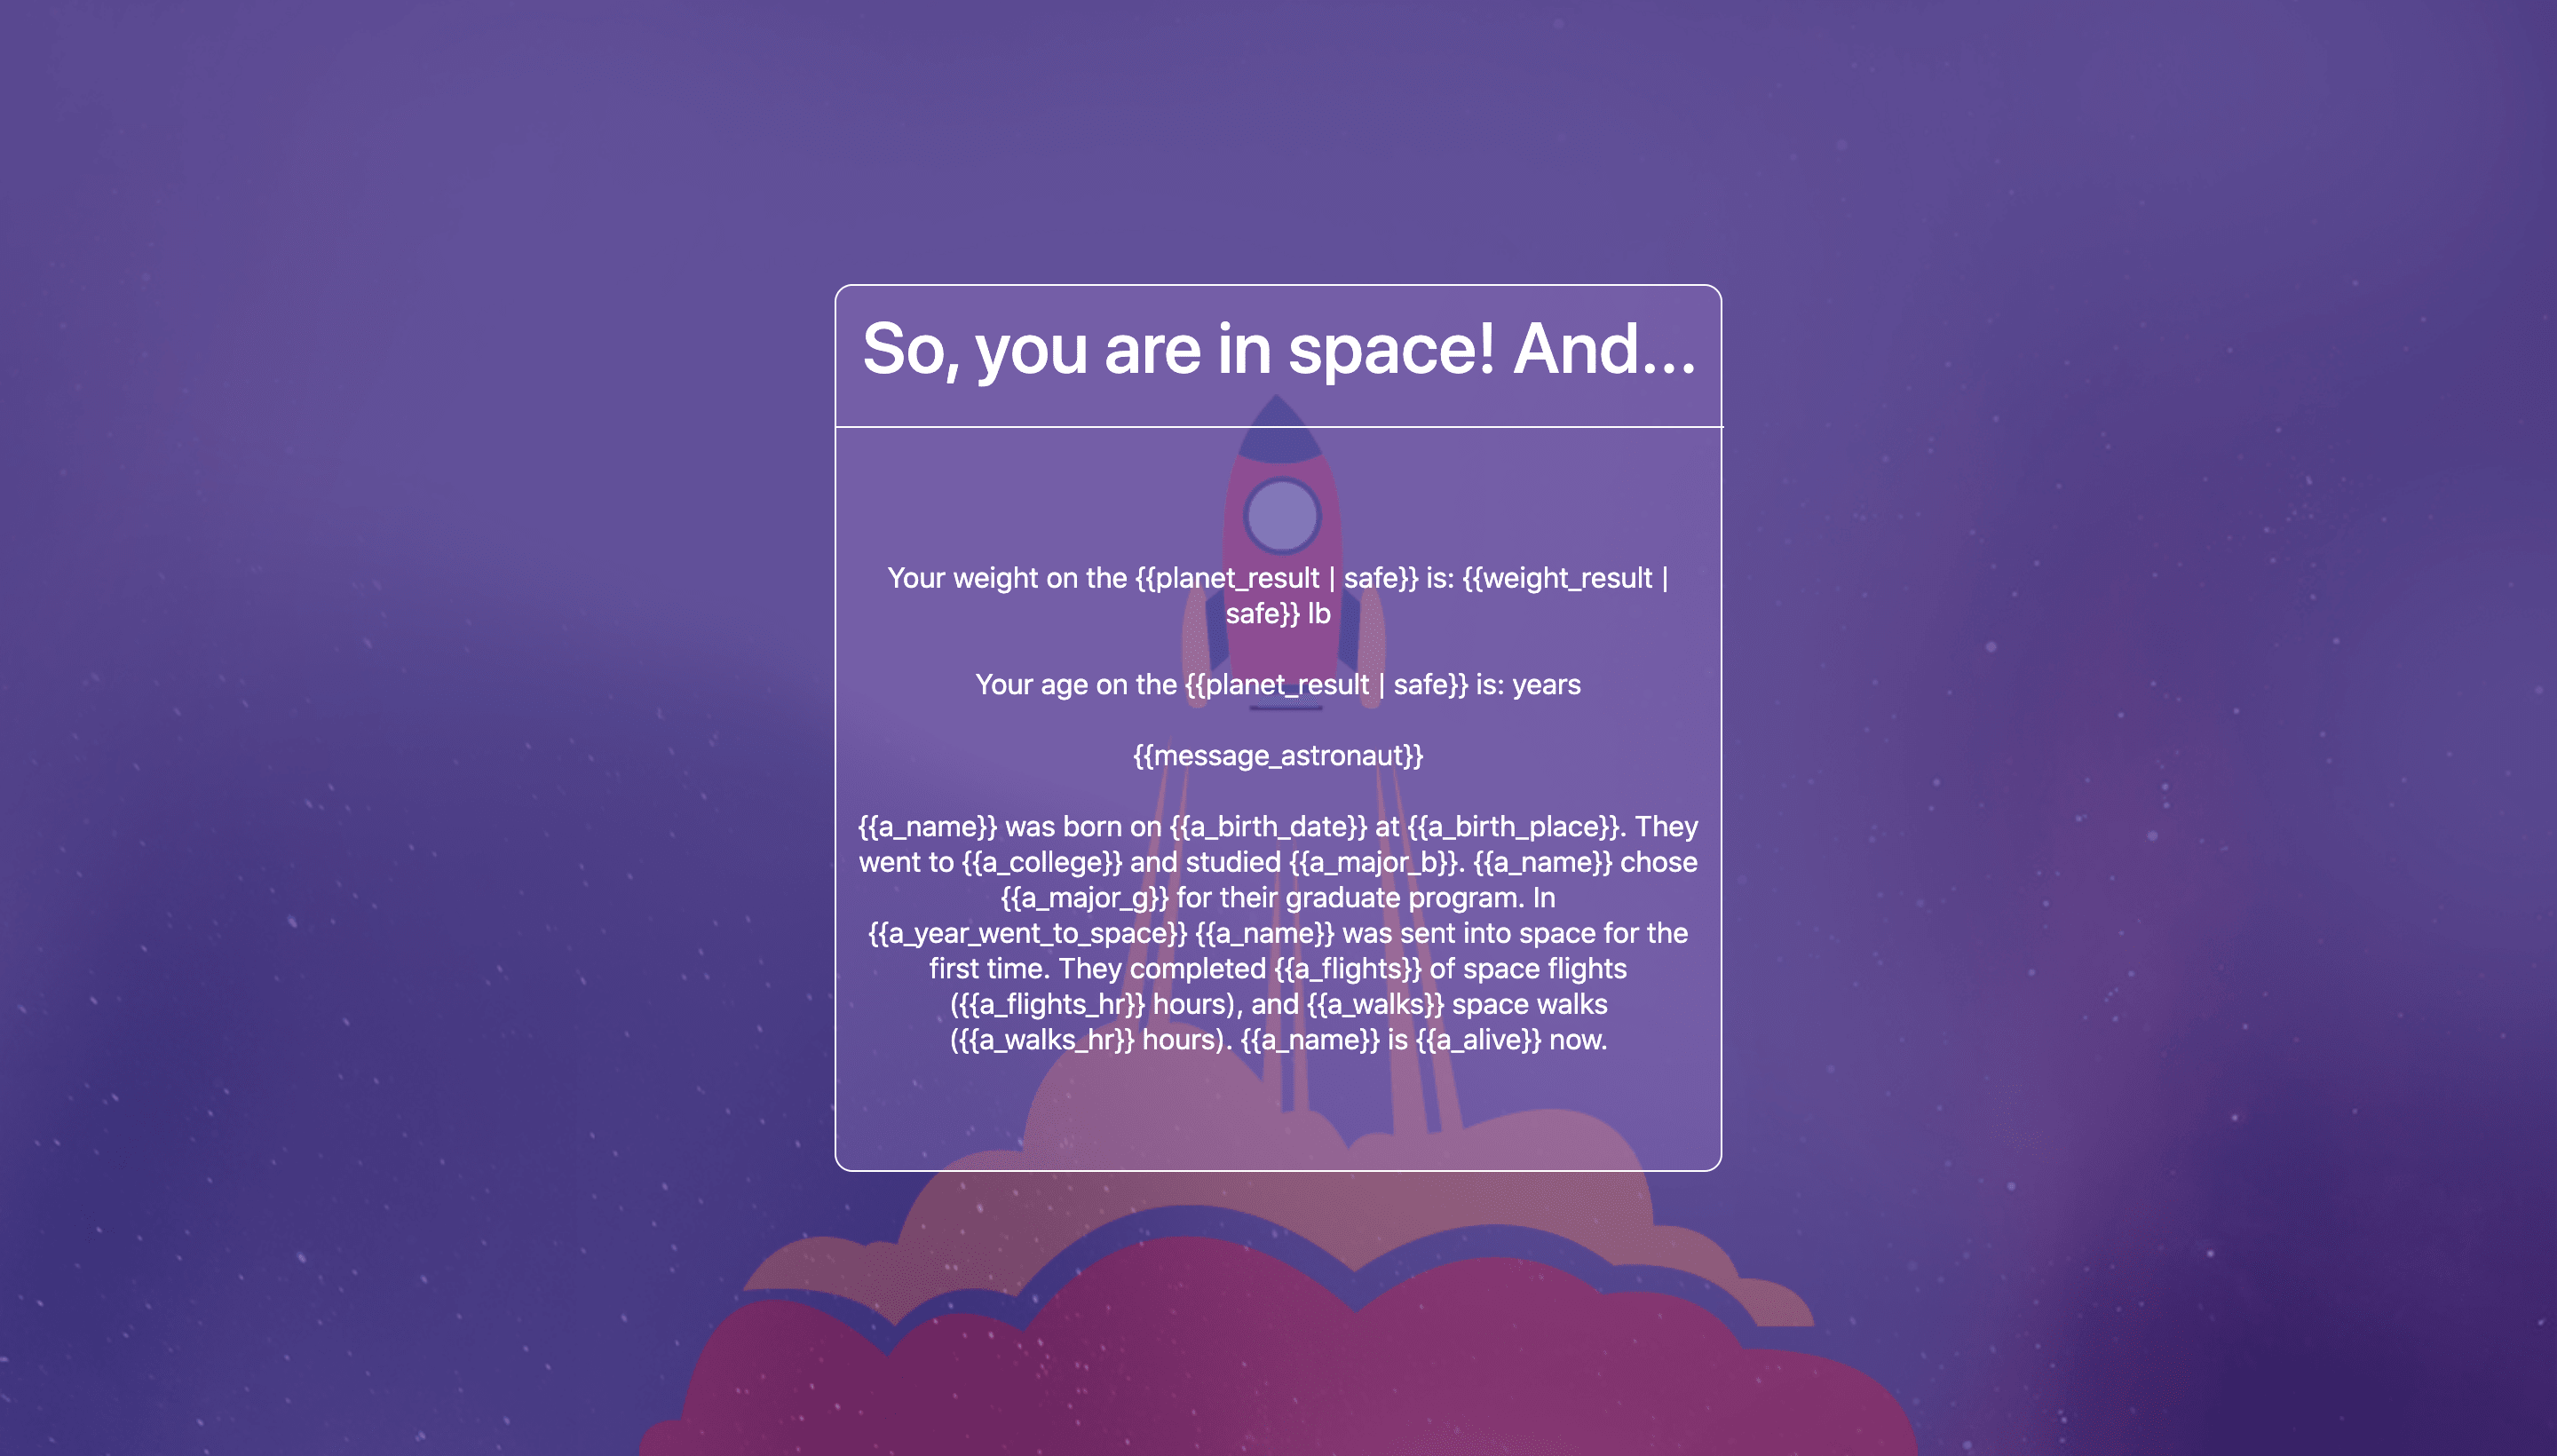 So, you are in space! And...
Your weight on the {{planet_result | safe}} is: {{weight_result |
safe}} lb
Your age on the {{planet_result | safe}} is: years
{{message_astronaut}}
{{a_name}} was born on {{a_birth_date}} at {{a_birth_place}}. They
went to {{a_college}} and studied {{a_major_b}}. {{a_name}} chose
{{a_major_g}} for their graduate program. In
{{a_year_went_to_space}} {{a_name}} was sent into space for the
first time. They completed {{a_flights}} of space flights
({{a_flights_hr}} hours), and {{a_walks}} space walks
({{a_walks_hr}} hours). {{a_name}} is {{a_alive}} now.